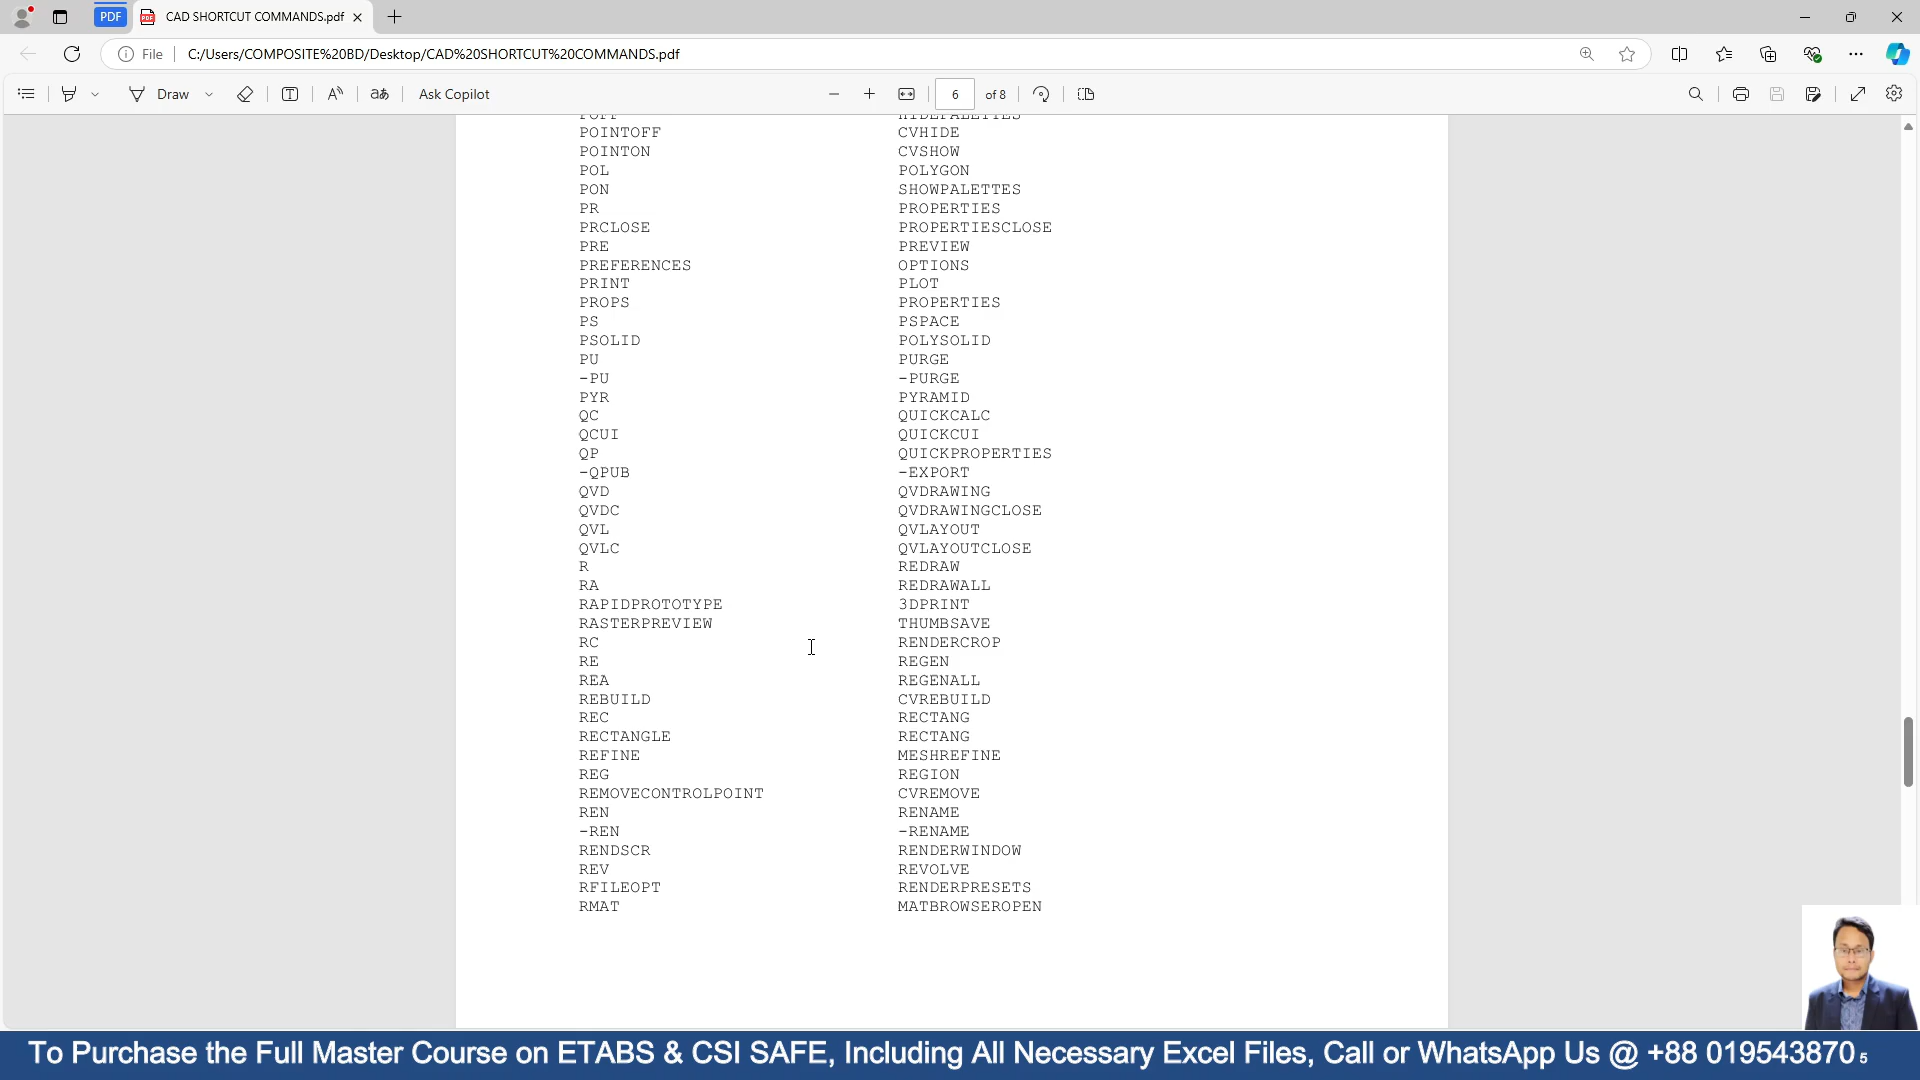 PDF
CAD SHORTCUT COMMANDS.pdf
File
C:/Users/COMPOSITE%20BD/Desktop/CAD%20SHORTCUT%20COMMANDS.pdf
Draw
Ask Copilot
6 of 8
POFF HIDEPALETTES
POINTOFF CVHIDE
POINTON CVSHOW
POL POLYGON
PON SHOWPALETTES
PR PROPERTIES
PRCLOSE PROPERTIESCLOSE
PRE PREVIEW
PREFERENCES OPTIONS
PRINT PLOT
PROPS PROPERTIES
PS PSPACE
PSOLID POLYSOLID
PU PURGE
-PU -PURGE
PYR PYRAMID
QC QUICKCALC
QCUI QUICKCUI
QP QUICKPROPERTIES
-QPUB -EXPORT
QVD QVDRAWING
QVDC QVDRAWINGCLOSE
QVL QVLAYOUT
QVLC QVLAYOUTCLOSE
R REDRAW
RA REDRAWALL
RAPIDPROTOTYPE 3DPRINT
RASTERPREVIEW THUMBSAVE
RC RENDERCROP
RE REGEN
REA REGENALL
REBUILD CVREBUILD
REC RECTANG
RECTANGLE RECTANG
REFINE MESHREFINE
REG REGION
REMOVECONTROLPOINT CVREMOVE
REN RENAME
-REN -RENAME
RENDSCR RENDERWINDOW
REV REVOLVE
RFILEOPT RENDERPRESETS
RMAT MATBROWSEROPEN
To Purchase the Full Master Course on ETABS & CSI SAFE, Including All Necessary Excel Files, Call or WhatsApp Us @ +88 019543870 5